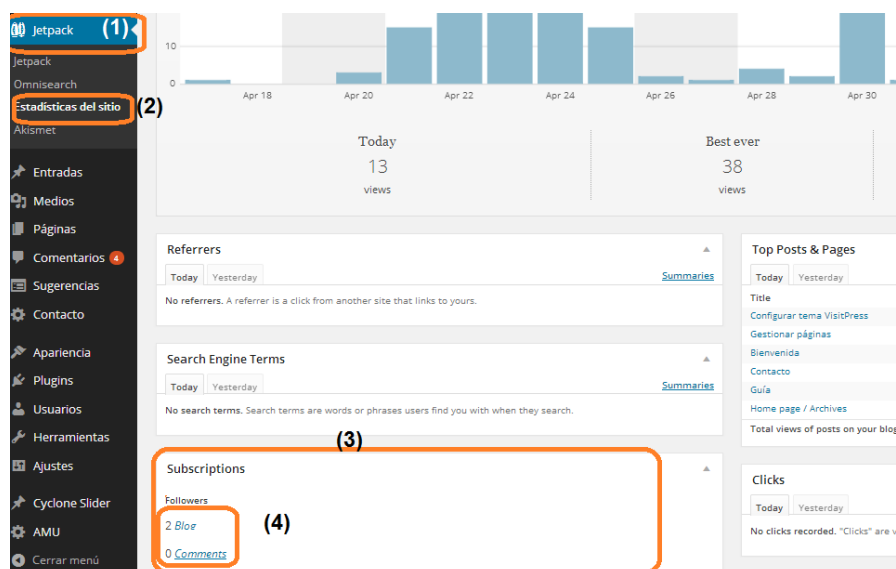 Jetpack (1)
Jetpack
Omnisearch
Estadísticas del sitio (2)
Akismet
Entradas
Medios
Páginas
Comentarios 4
Sugerencias
Contacto
Apariencia
Plugins
Usuarios
Herramientas
Ajustes
Cyclone Slider
AMU
Cerrar menú
10
0
Apr 18 Apr 20 Apr 22 Apr 24 Apr 26 Apr 28 Apr 30
Today
13
views
Best ever
38
views
Referrers
Today Yesterday Summaries
No referrers. A referrer is a click from another site that links to yours.
Search Engine Terms
Today Yesterday Summaries
No search terms. Search terms are words or phrases users find you with when they search.
(3)
Subscriptions
Followers
2 Blog
(4)
0 Comments
Top Posts & Pages
Today Yesterday
Title
Configurar tema VisitPress
Gestionar páginas
Bienvenida
Contacto
Guía
Home page / Archives
Total views of posts on your blog
Clicks
Today Yesterday
No clicks recorded. "Clicks" are v